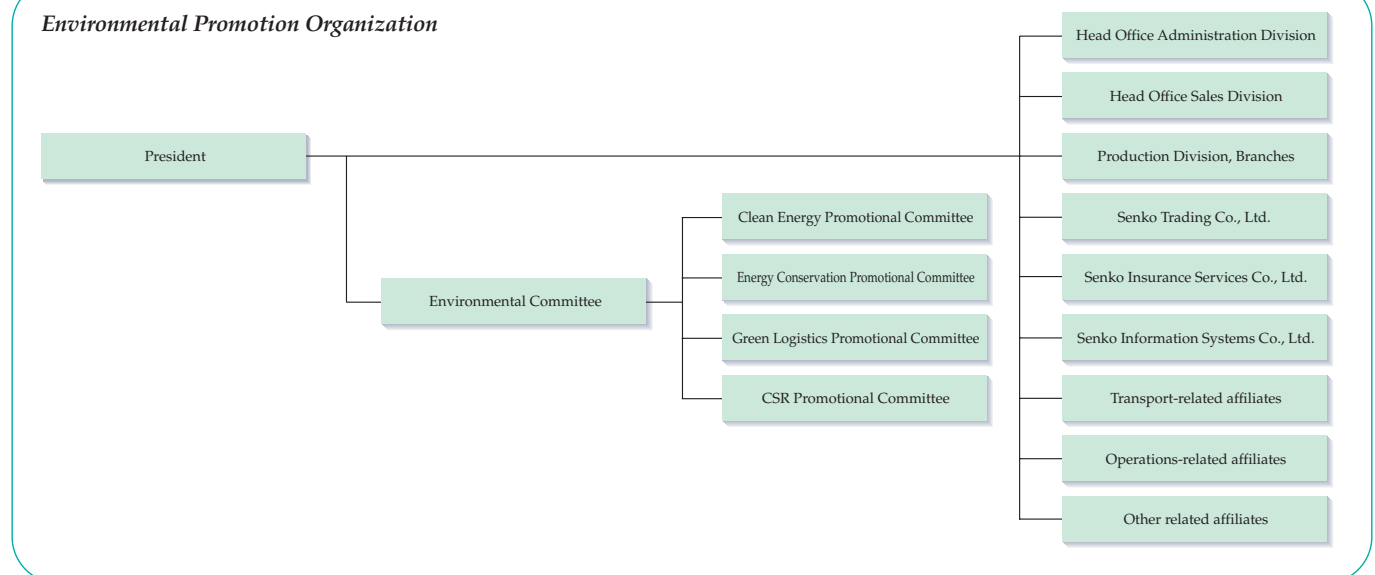 Environmental Promotion Organization
President
Environmental Committee
Clean Energy Promotional Committee
Energy Conservation Promotional Committee
Green Logistics Promotional Committee
CSR Promotional Committee
Head Office Administration Division
Head Office Sales Division
Production Division, Branches
Senko Trading Co., Ltd.
Senko Insurance Services Co., Ltd.
Senko Information Systems Co., Ltd.
Transport-related affiliates
Operations-related affiliates
Other related affiliates